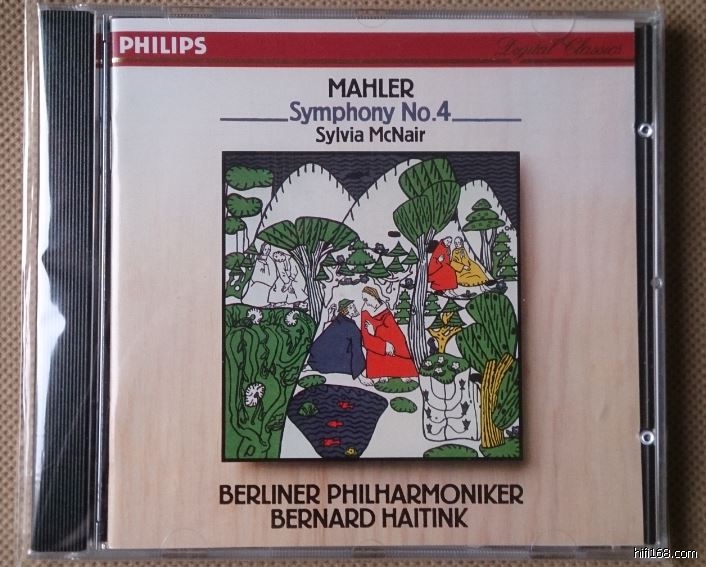 PHILIPS
Digital Classics
MAHLER
Symphony No.4
Sylvia McNair
BERLINER PHILHARMONIKER
BERNARD HAITINK
hifi168.com